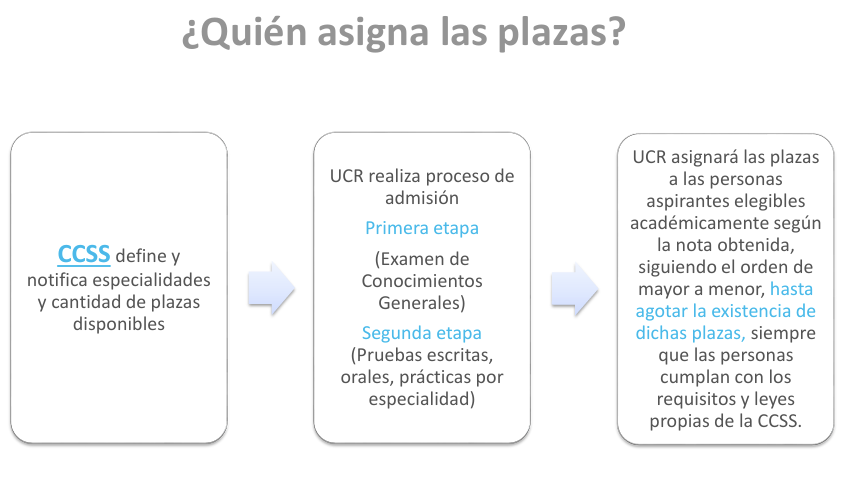 ¿Quién asigna las plazas?
CCSS define y
notifica especialidades
y cantidad de plazas
disponibles
UCR realiza proceso de
admisión
Primera etapa
(Examen de
Conocimientos
Generales)
Segunda etapa
(Pruebas escritas,
orales, prácticas por
especialidad)
UCR asignará las plazas
a las personas
aspirantes elegibles
académicamente según
la nota obtenida,
siguiendo el orden de
mayor a menor, hasta
agotar la existencia de
dichas plazas, siempre
que las personas
cumplan con los
requisitos y leyes
propias de la CCSS.